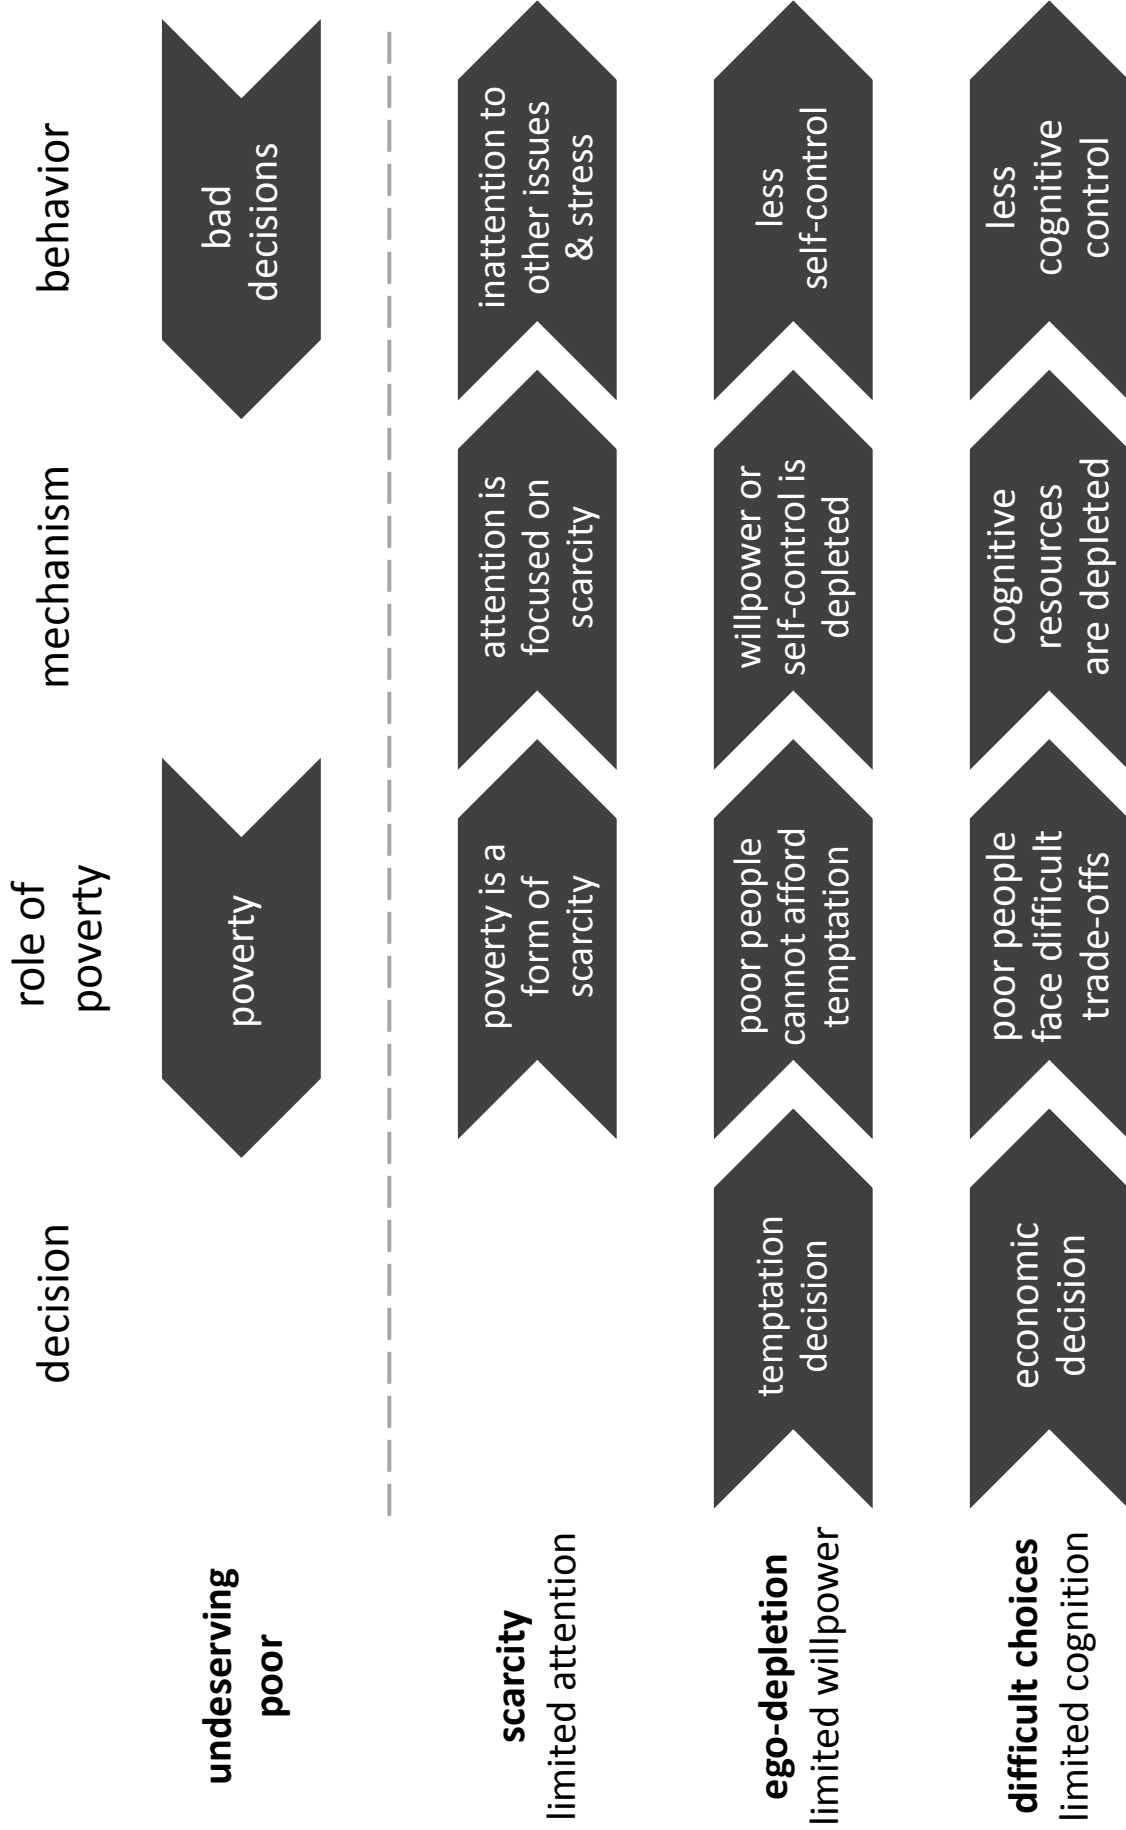 decision
role of
poverty
mechanism
behavior
undeserving
poor
poverty
bad
decisions
scarcity
limited attention
poverty is a
form of
scarcity
attention is
focused on
scarcity
inattention to
other issues
& stress
ego-depletion
limited willpower
temptation
decision
poor people
cannot afford
temptation
willpower or
self-control is
depleted
less
self-control
difficult choices
limited cognition
economic
decision
poor people
face difficult
trade-offs
cognitive
resources
are depleted
less
cognitive
control